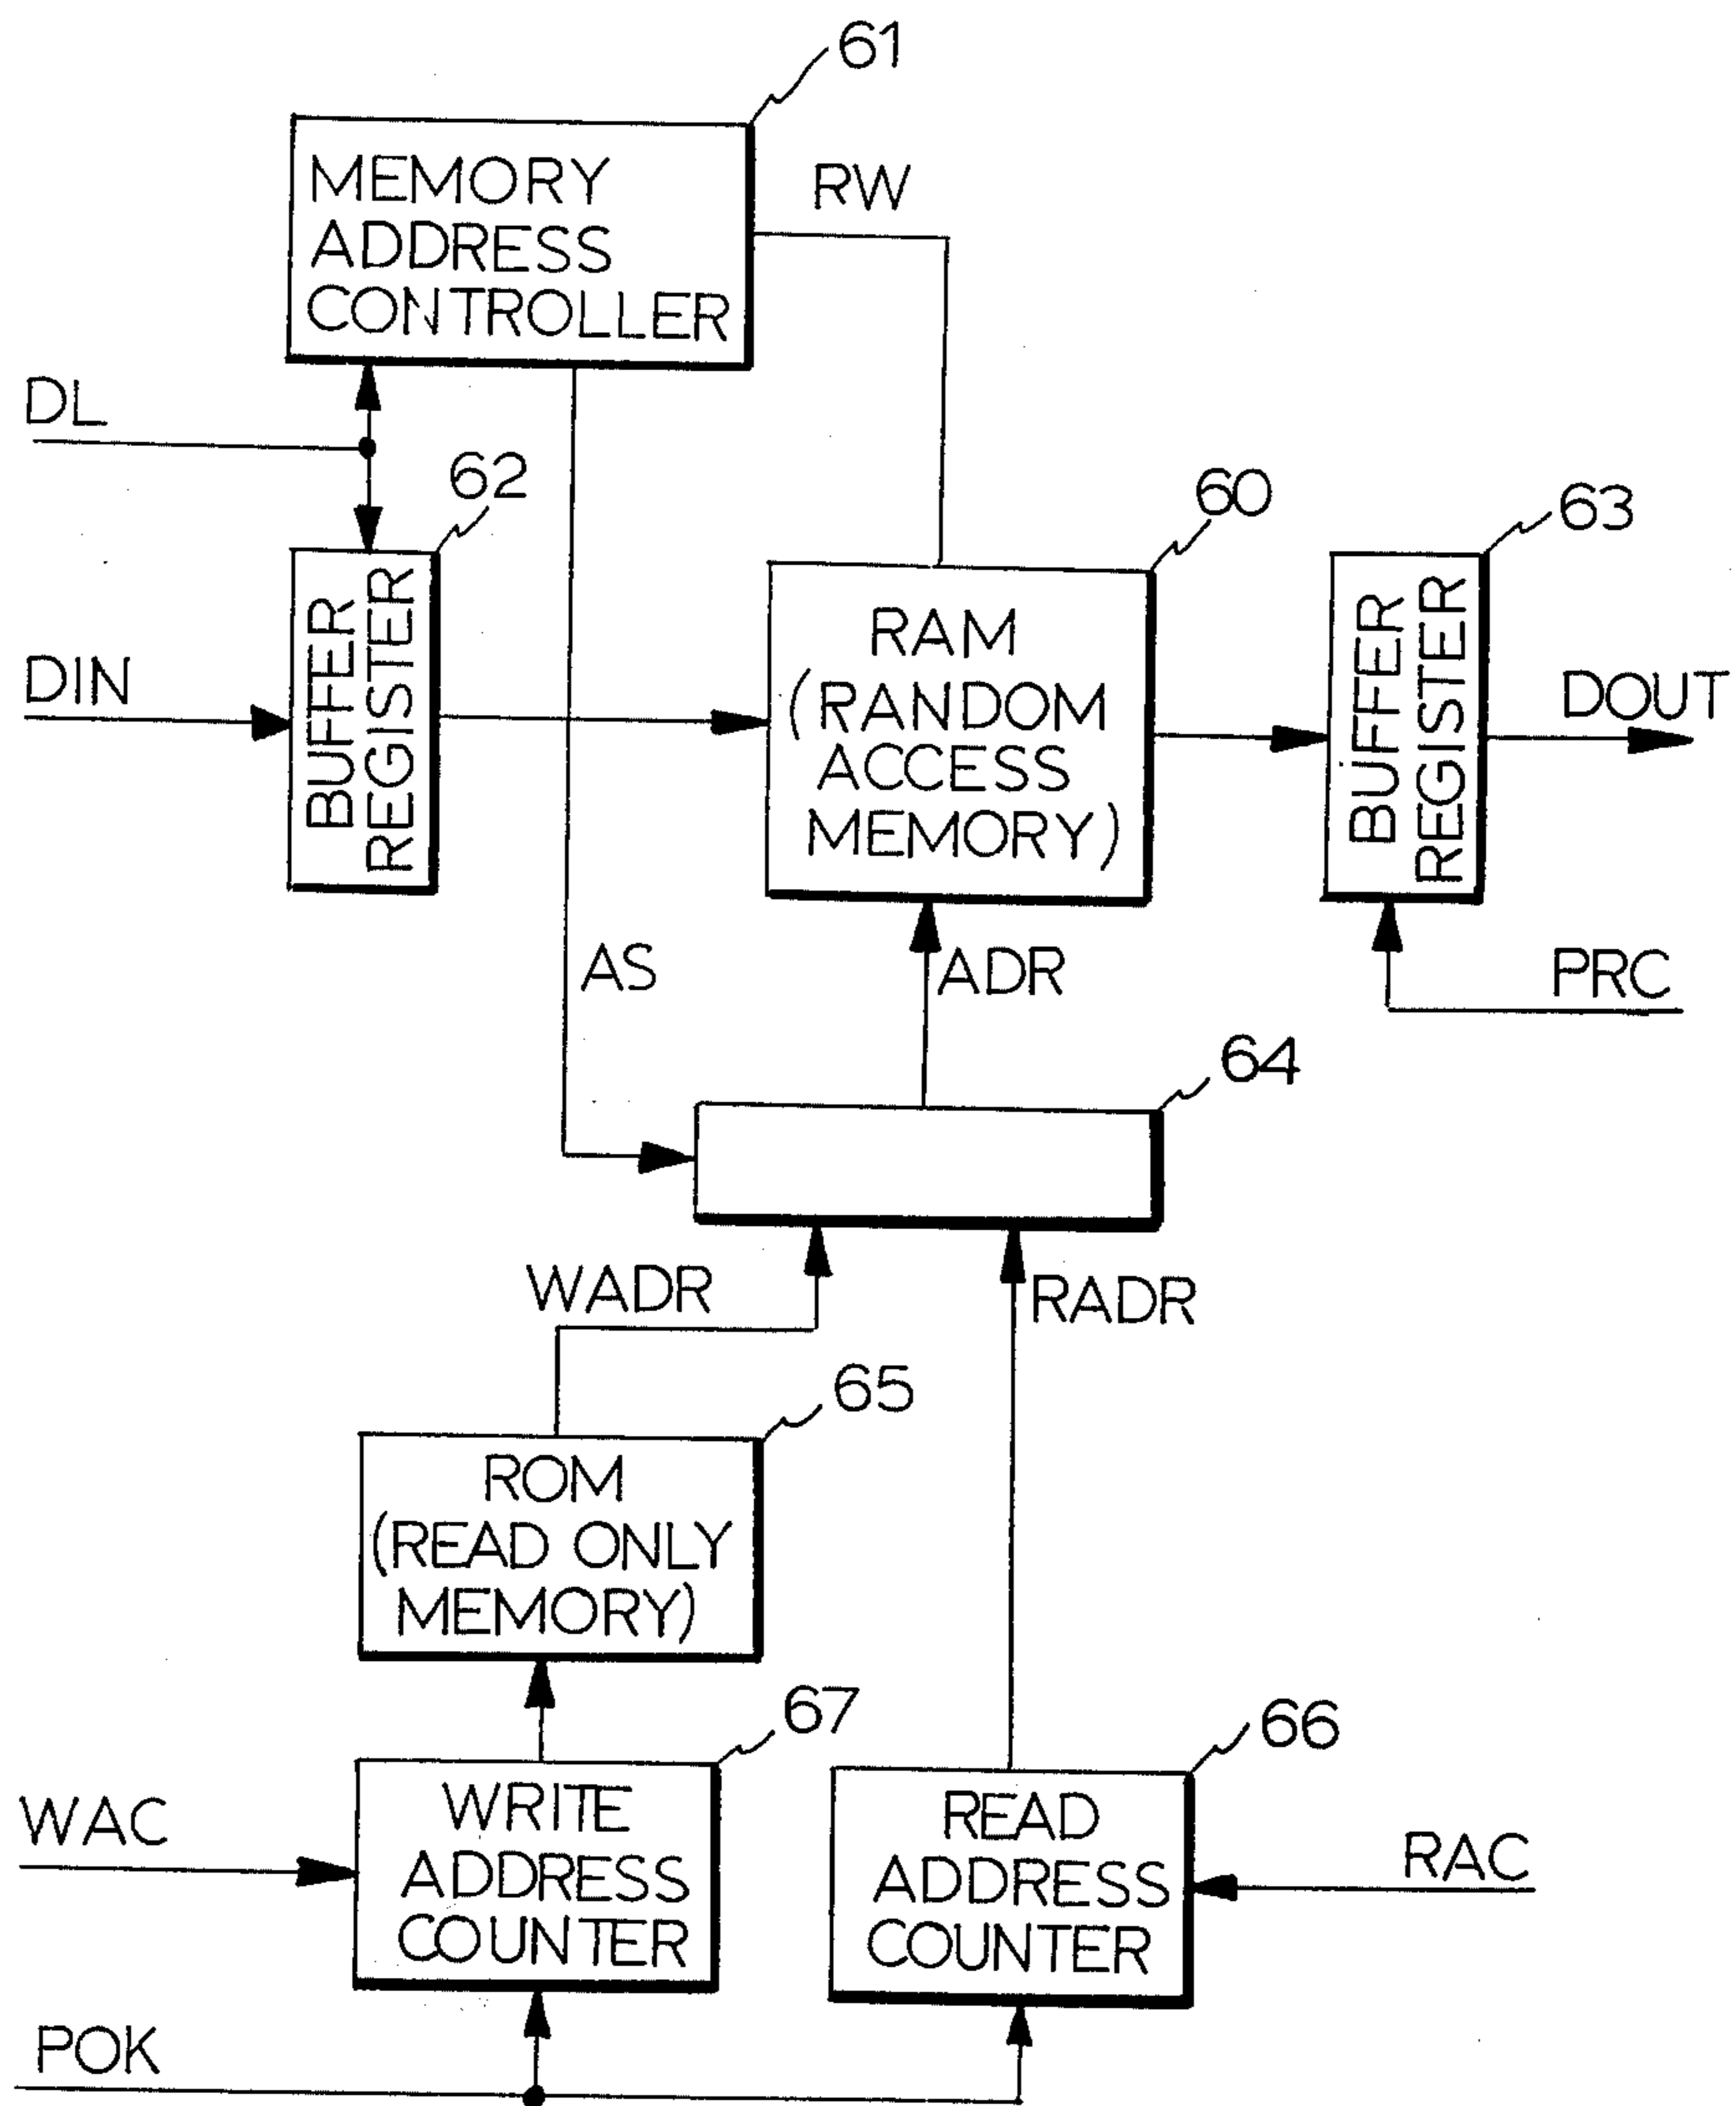 61
MEMORY
ADDRESS
CONTROLLER
RW
DL
62
60
63
BUFFER
REGISTER
RAM
(RANDOM
ACCESS
MEMORY)
BUFFER
REGISTER
DIN
DOUT
AS
ADR
PRC
64
WADR
RADR
65
ROM
(READ ONLY
MEMORY)
67
66
WRITE
ADDRESS
COUNTER
READ
ADDRESS
COUNTER
WAC
RAC
POK